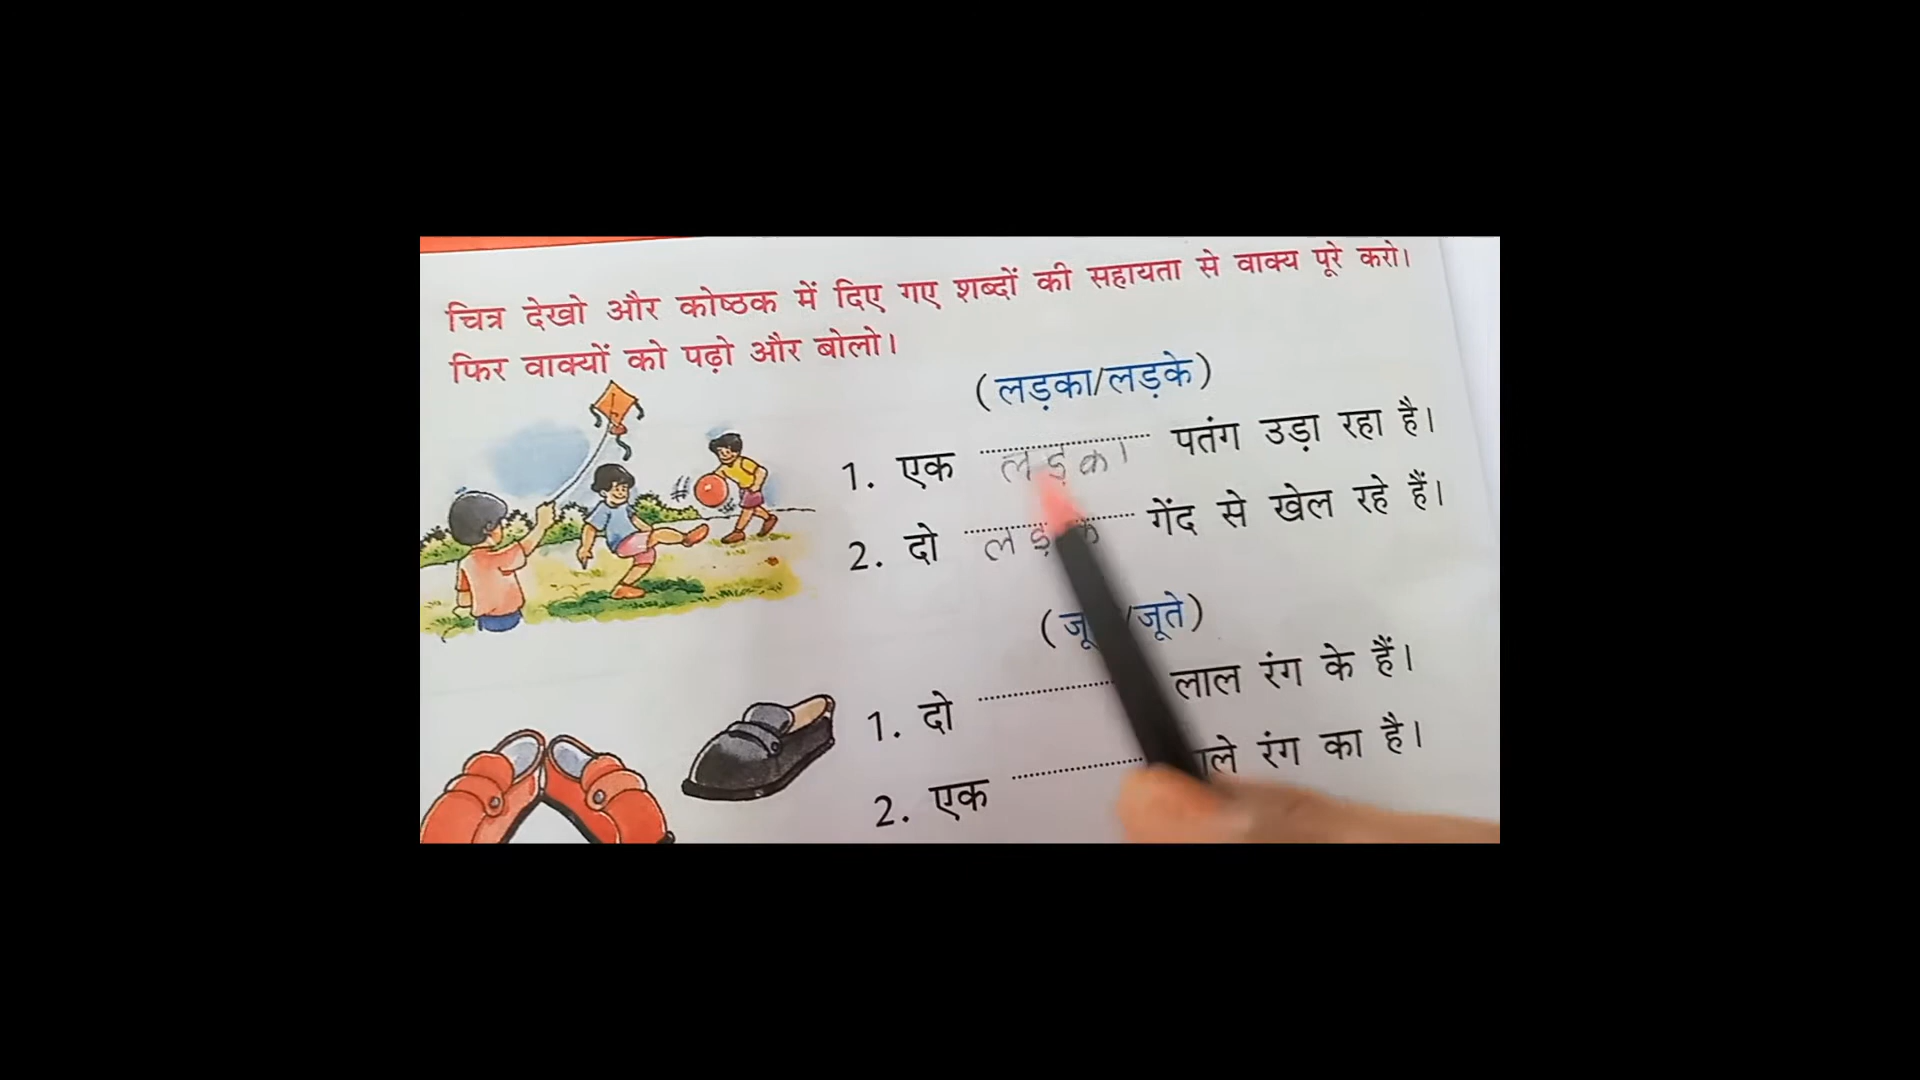 चित्र देखो और कोष्ठक में दिए गए शब्दों की सहायता से वाक्य पूरे करो।
फिर वाक्यों को पढ़ो और बोलो।
(लड़का/लड़के)
1. एक लड़का पतंग उड़ा रहा है।
2. दो गेंद से खेल रहे हैं।
/जूते)
1. दो लाल रंग के हैं।
2. एक रंग का है।